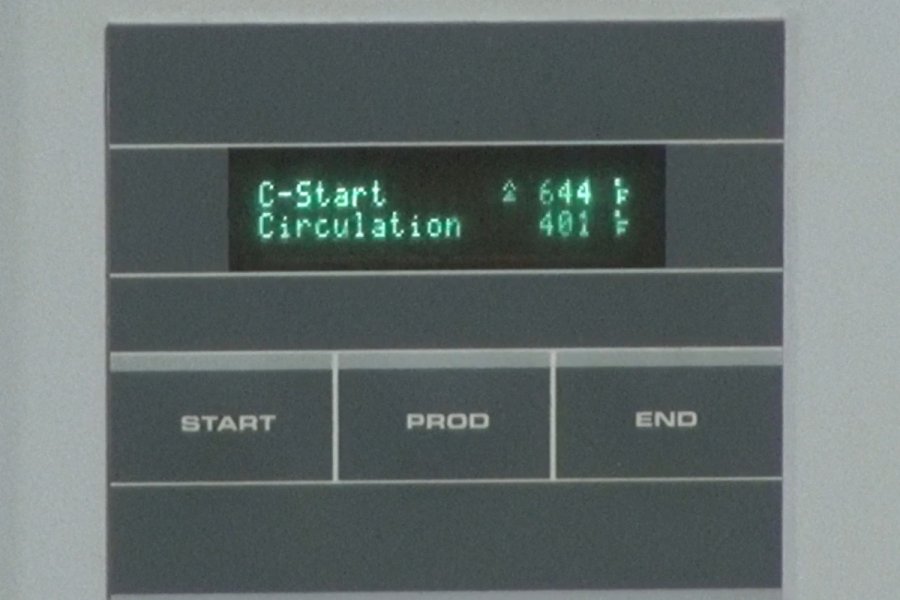 C-Start ⇧ 644 °F
Circulation 401 °F
START PROD END